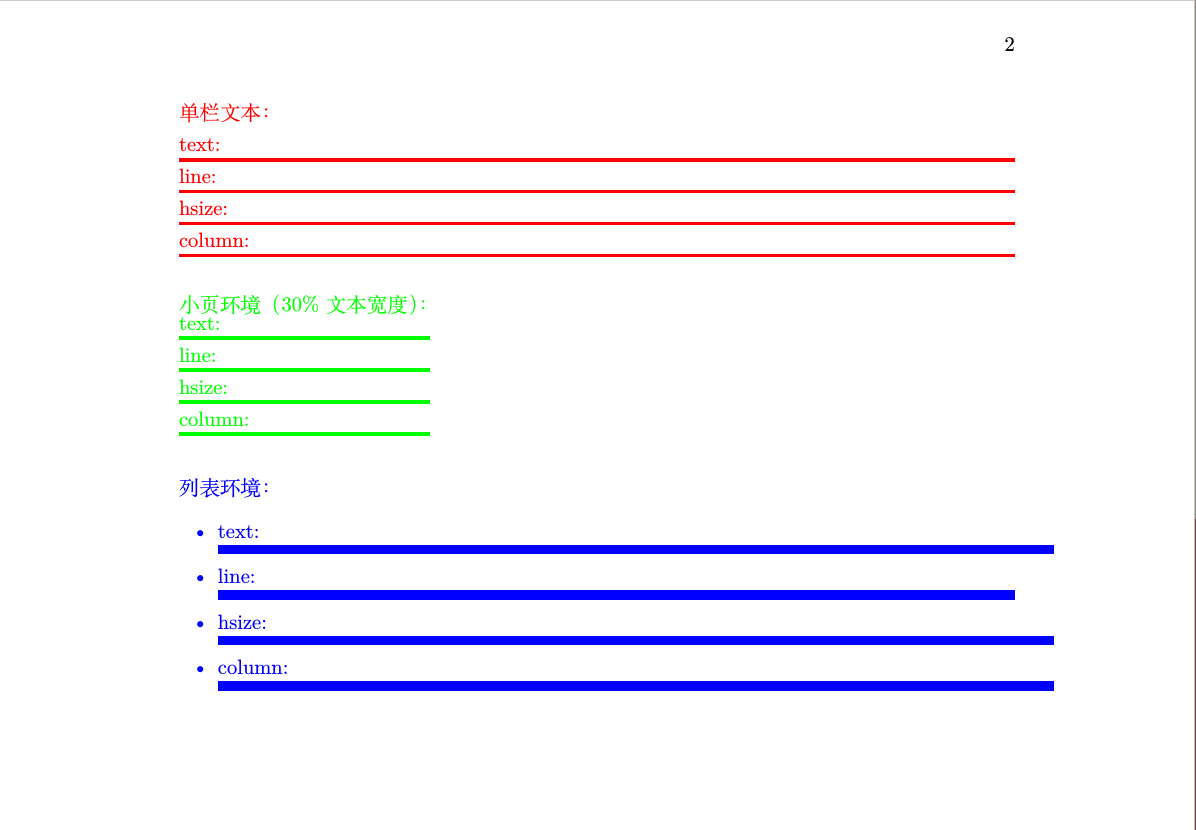 2
单栏文本：
text:
line:
hsize:
column:
小页环境（30% 文本宽度）：
text:
line:
hsize:
column:
列表环境：
• text:
• line:
• hsize:
• column: